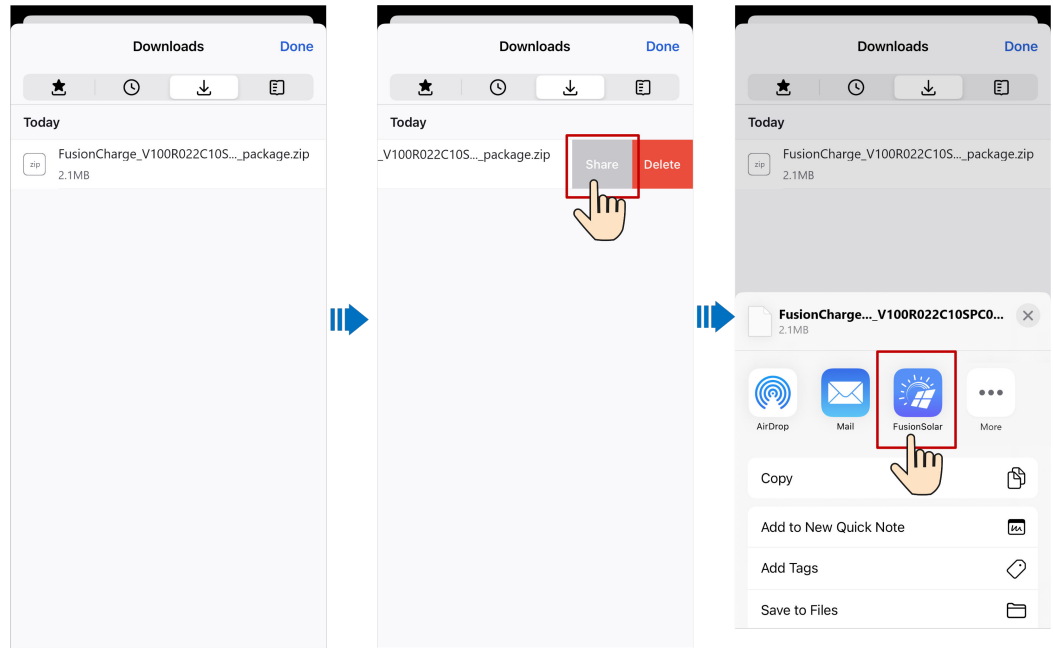 Downloads
Done
Today
zip
FusionCharge_V100R022C10S..._package.zip
2.1MB
Downloads
Done
Today
_V100R022C10S..._package.zip
Share
Delete
Downloads
Done
Today
zip
FusionCharge_V100R022C10S..._package.zip
2.1MB
FusionCharge..._V100R022C10SPC0...
2.1MB
AirDrop
Mail
FusionSolar
More
Copy
Add to New Quick Note
Add Tags
Save to Files